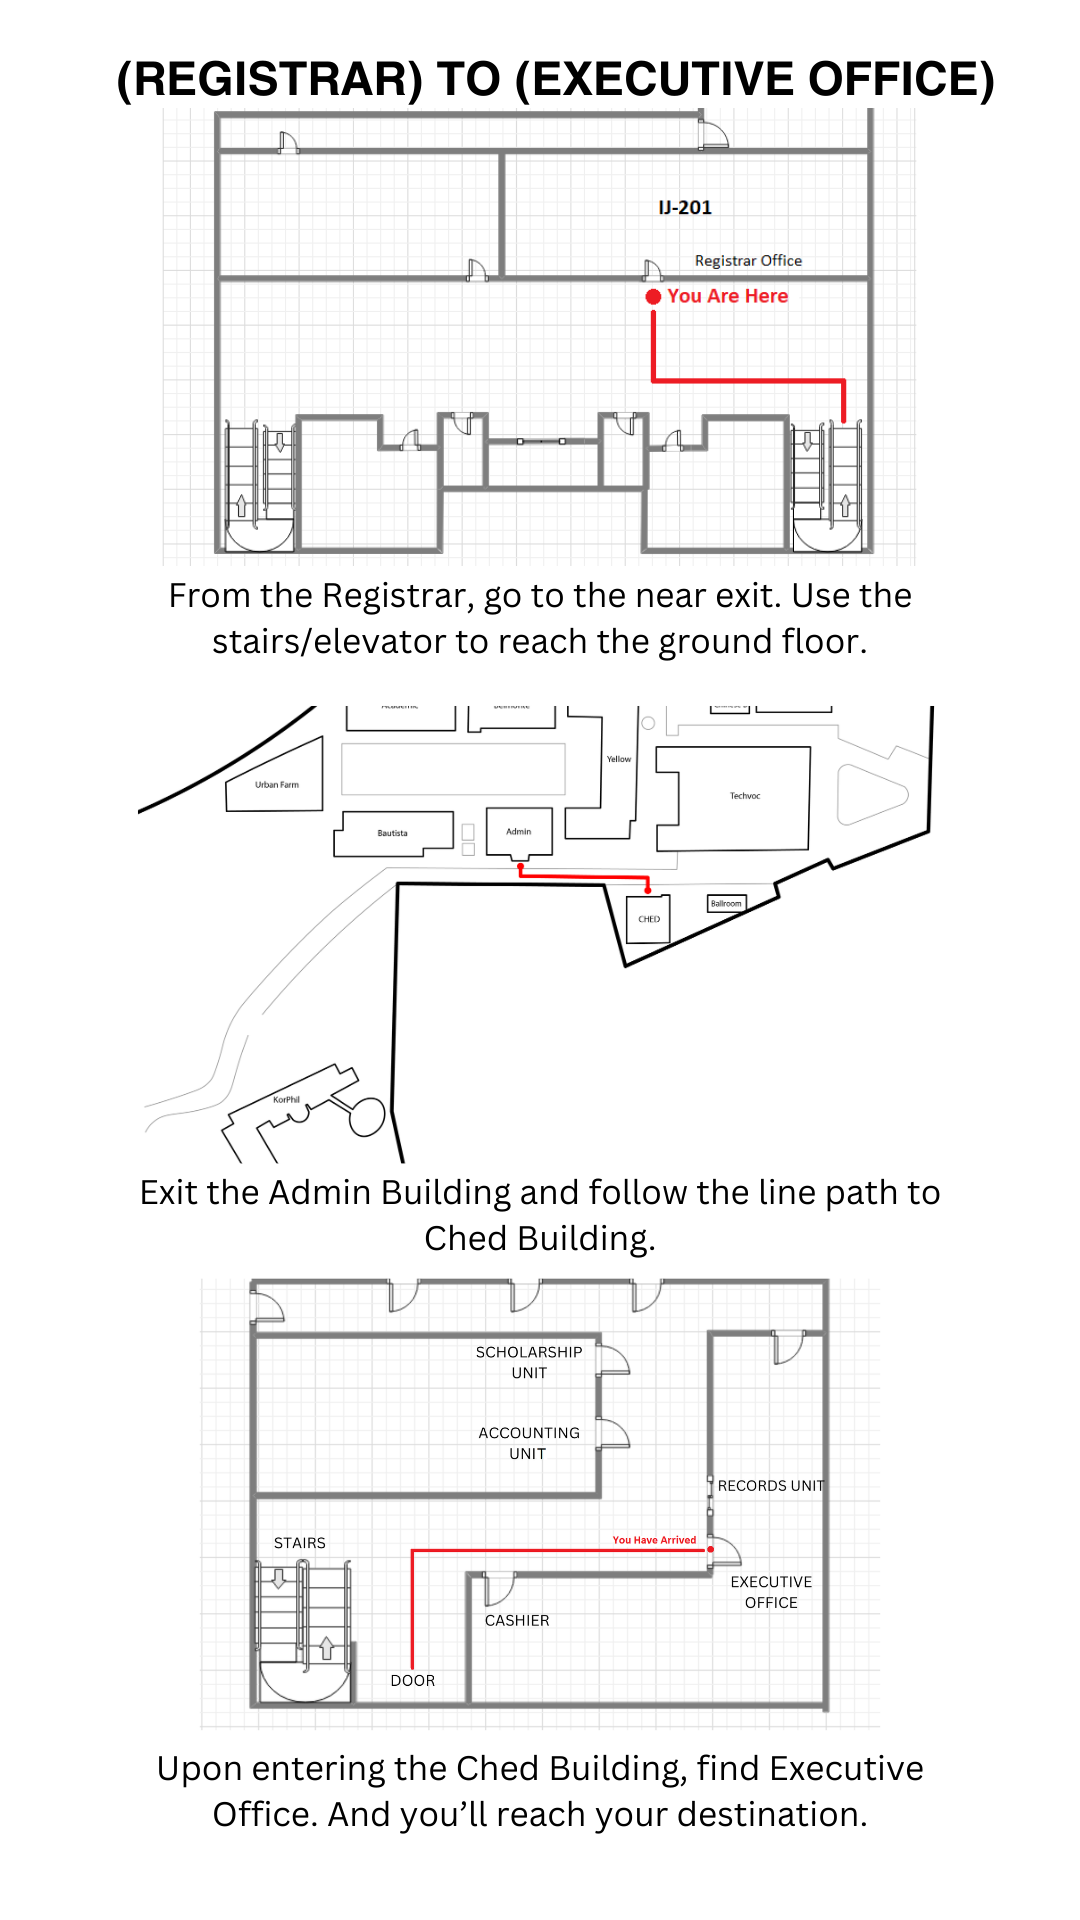 (REGISTRAR) TO (EXECUTIVE OFFICE)
IJ-201
Registrar Office
You Are Here
From the Registrar, go to the near exit. Use the
stairs/elevator to reach the ground floor.
Academic
Belmonte
Yellow
Urban Farm
Techvoc
Bautista
Admin
CHED
Ballroom
KorPhil
Exit the Admin Building and follow the line path to
Ched Building.
SCHOLARSHIP
UNIT
ACCOUNTING
UNIT
RECORDS UNIT
STAIRS
You Have Arrived
EXECUTIVE
OFFICE
CASHIER
DOOR
Upon entering the Ched Building, find Executive
Office. And you’ll reach your destination.